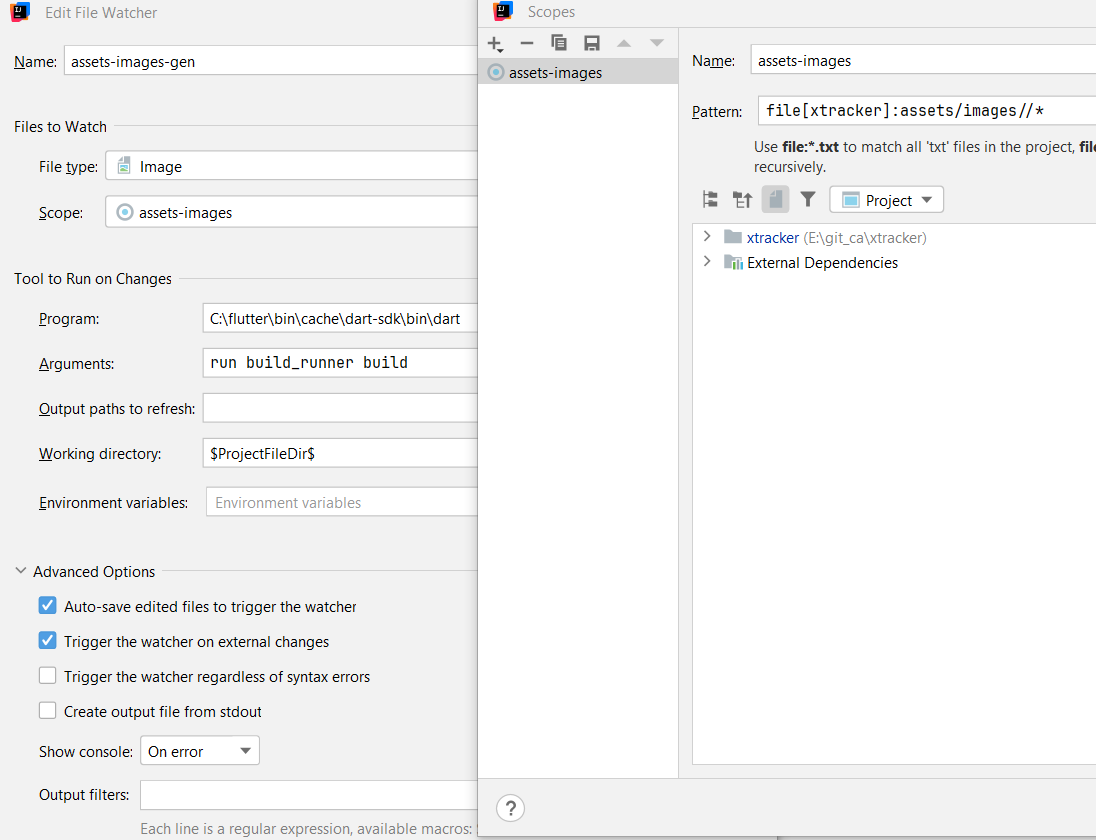 Edit File Watcher
Name: assets-images-gen
Files to Watch
File type: Image
Scope: assets-images
Tool to Run on Changes
Program: C:\flutter\bin\cache\dart-sdk\bin\dart
Arguments: run build_runner build
Output paths to refresh:
Working directory: $ProjectFileDir$
Environment variables: Environment variables
Advanced Options
Auto-save edited files to trigger the watcher
Trigger the watcher on external changes
Trigger the watcher regardless of syntax errors
Create output file from stdout
Show console: On error
Output filters:
Each line is a regular expression, available macros:
Scopes
assets-images
Name: assets-images
Pattern: file[xtracker]:assets/images//*
Use file:*.txt to match all 'txt' files in the project, file
recursively.
Project
xtracker (E:\git_ca\xtracker)
External Dependencies
?